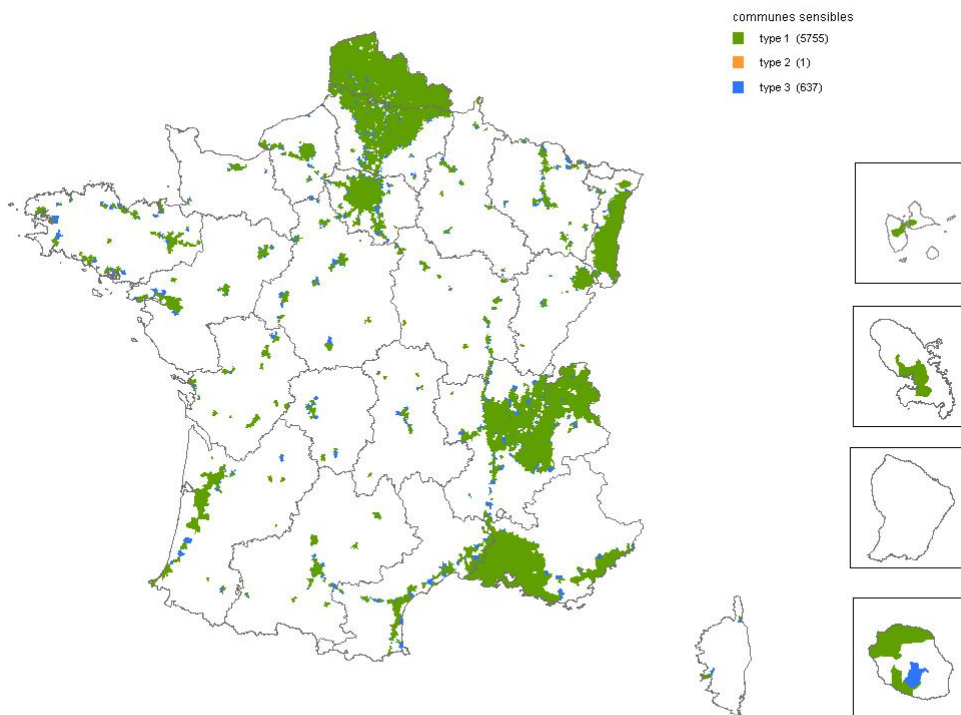 communes sensibles
type 1 (5755)
type 2 (1)
type 3 (637)